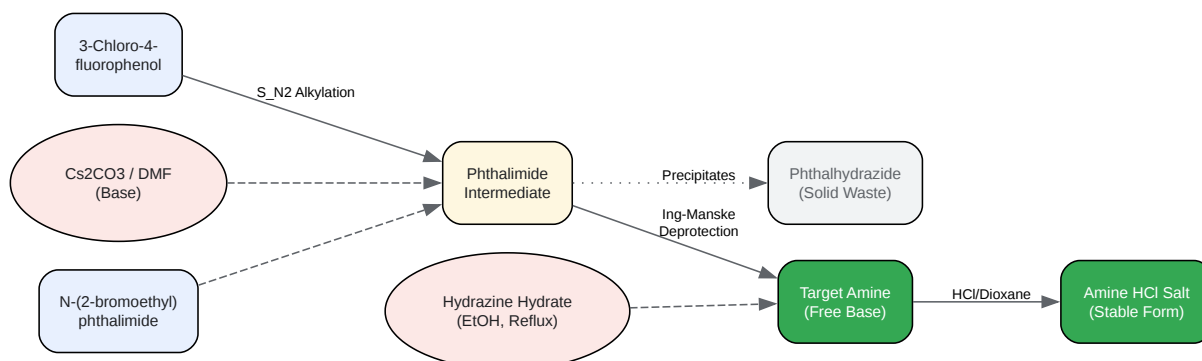 3-Chloro-4-
fluorophenol
S_N2 Alkylation
Cs2CO3 / DMF
(Base)
N-(2-bromoethyl)
phthalimide
Phthalimide
Intermediate
Precipitates
Phthalhydrazide
(Solid Waste)
Ing-Manske
Deprotection
Hydrazine Hydrate
(EtOH, Reflux)
Target Amine
(Free Base)
HCl/Dioxane
Amine HCl Salt
(Stable Form)